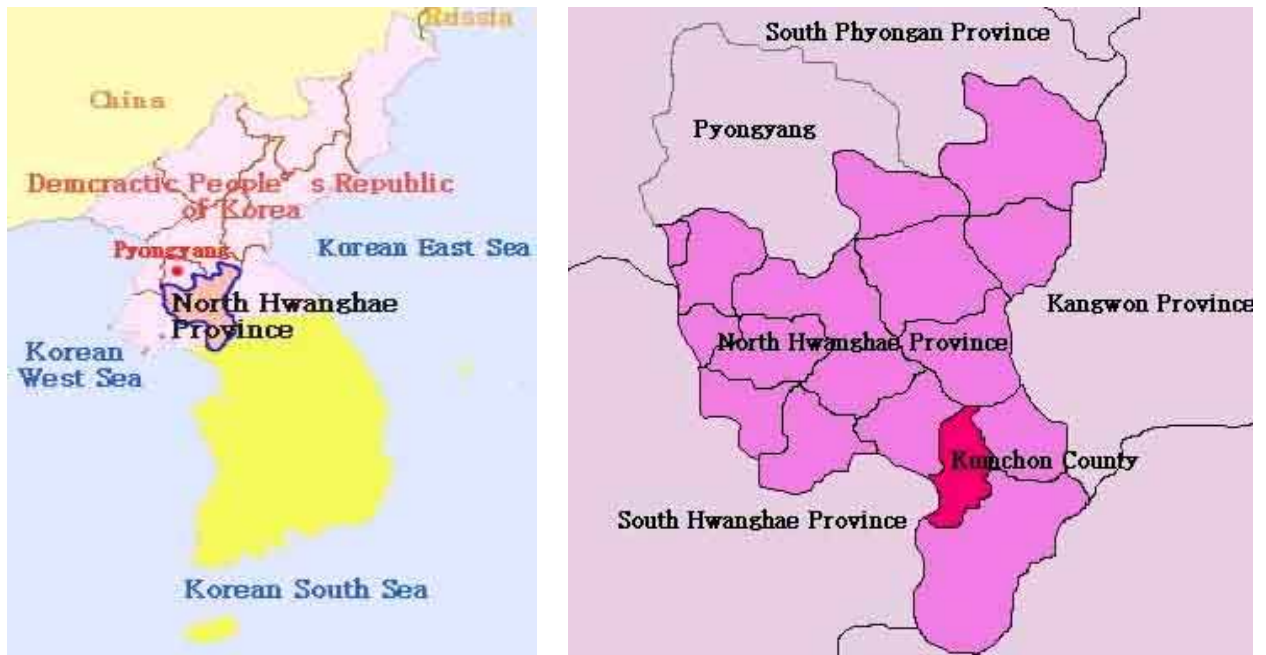 Russia
China
Demcractic People's Republic
of Korea
Pyongyang
Korean East Sea
North Hwanghae
Province
Korean
West Sea
Korean South Sea
South Phyongan Province
Pyongyang
Kangwon Province
North Hwanghae Province
Kumchon County
South Hwanghae Province